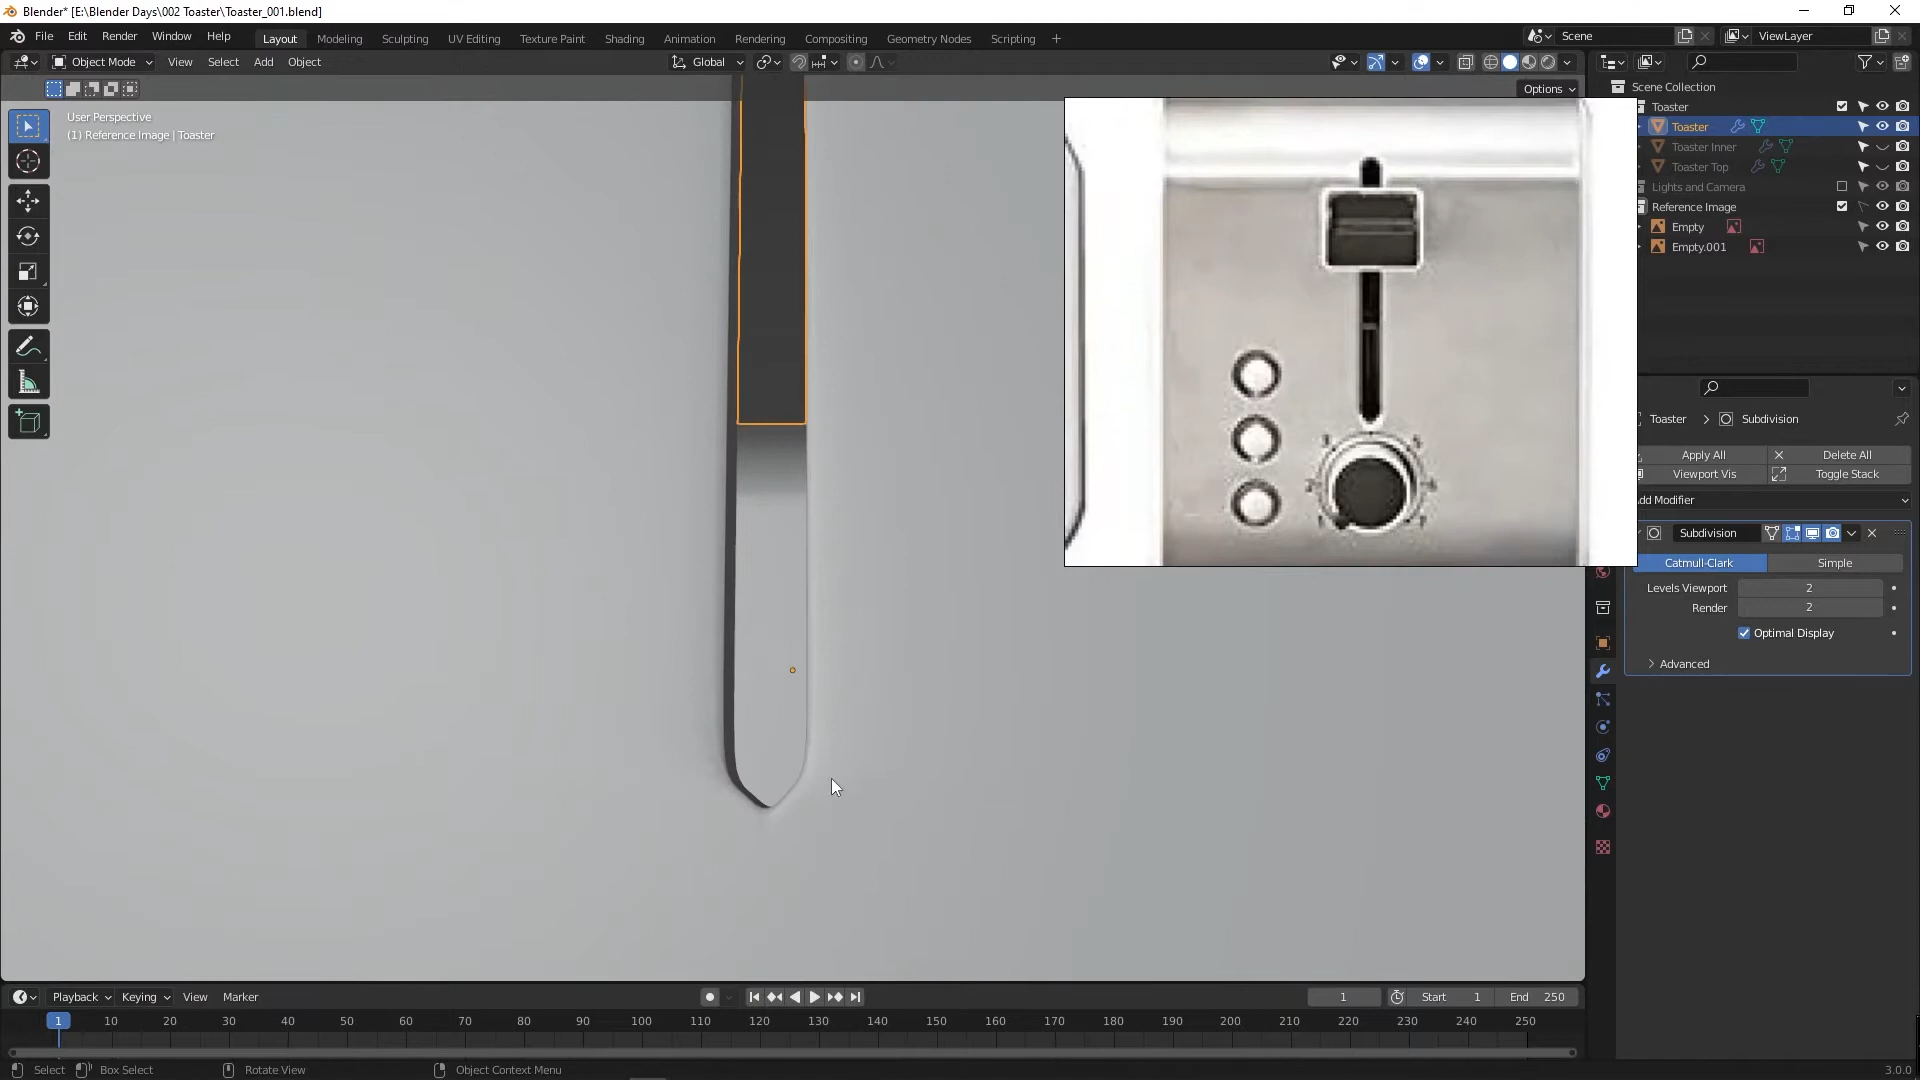 Blender* [E:\Blender Days\002 Toaster\Toaster_001.blend]
File Edit Render Window Help
Layout Modeling Sculpting UV Editing Texture Paint Shading Animation Rendering Compositing Geometry Nodes Scripting +
Scene ViewLayer
Object Mode View Select Add Object Global
Options
User Perspective
(1) Reference Image | Toaster
Scene Collection
Toaster
Toaster
Toaster Inner
Toaster Top
Lights and Camera
Reference Image
Empty
Empty.001
Toaster > Subdivision
Apply All Delete All
Viewport Vis Toggle Stack
dd Modifier
Subdivision
Catmull-Clark Simple
Levels Viewport 2
Render 2
Optimal Display
Advanced
Playback Keying View Marker
1 Start 1 End 250
1 10 20 30 40 50 60 70 80 90 100 110 120 130 140 150 160 170 180 190 200 210 220 230 240 250
Select Box Select Rotate View Object Context Menu 3.0.0